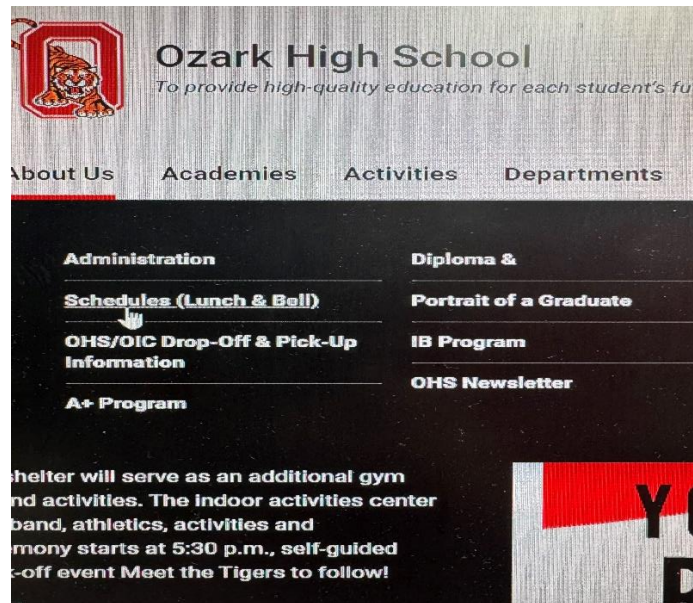 O
Ozark High School
To provide high-quality education for each student's fu
About Us Academies Activities Departments
Administration
Schedules (Lunch & Bell)
OHS/OIC Drop-Off & Pick-Up
Information
A+ Program
Diploma &
Portrait of a Graduate
IB Program
OHS Newsletter
shelter will serve as an additional gym
nd activities. The indoor activities center
band, athletics, activities and
mony starts at 5:30 p.m., self-guided
-off event Meet the Tigers to follow!
YO
D